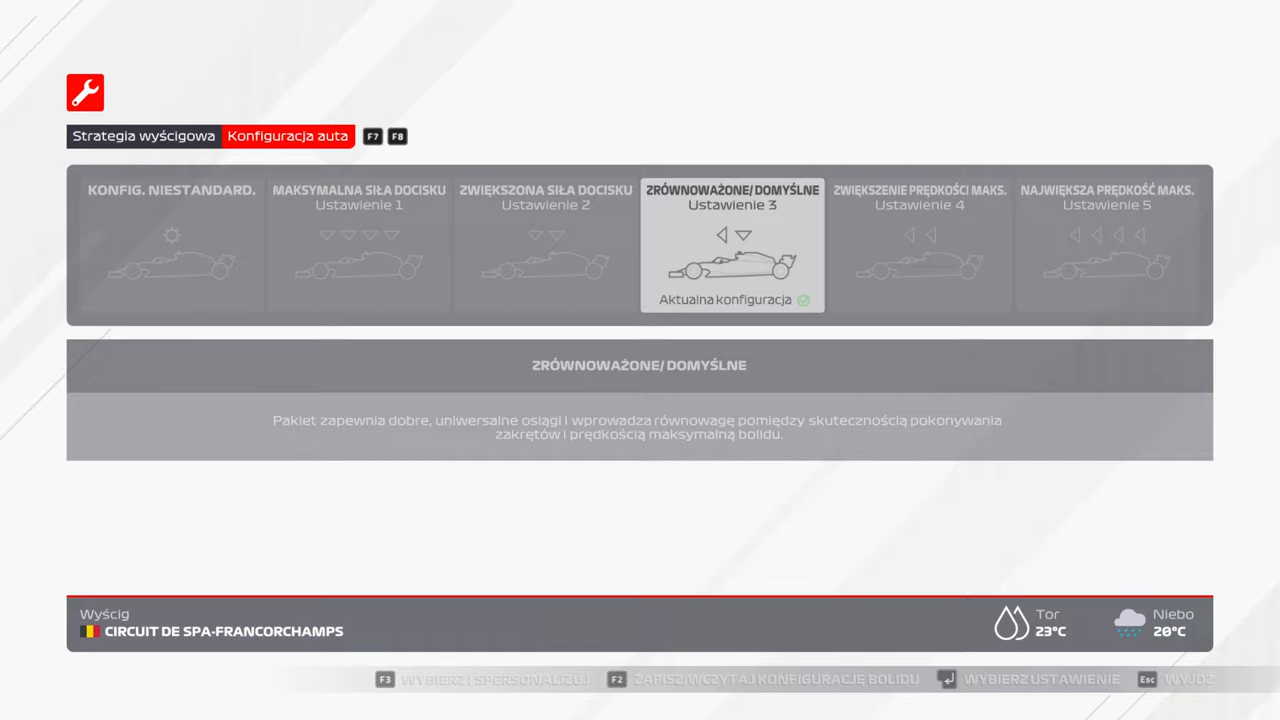 Strategia wyścigowa Konfiguracja auta F7 F8
KONFIG. NIESTANDARD.
MAKSYMALNA SIŁA DOCISKU
Ustawienie 1
ZWIĘKSZONA SIŁA DOCISKU
Ustawienie 2
ZRÓWNOWAŻONE/ DOMYŚLNE
Ustawienie 3
Aktualna konfiguracja
ZWIĘKSZENIE PRĘDKOŚCI MAKS.
Ustawienie 4
NAJWIĘKSZA PRĘDKOŚĆ MAKS.
Ustawienie 5
ZRÓWNOWAŻONE/ DOMYŚLNE
Pakiet zapewnia dobre, uniwersalne osiągi i wprowadza równowagę pomiędzy skutecznością pokonywania
zakrętów i prędkością maksymalną bolidu.
Wyścig
CIRCUIT DE SPA-FRANCORCHAMPS
Tor
23°C
Niebo
20°C
F3 WYBIERZ I SPERSONALIZUJ F2 ZAPISZ/WCZYTAJ KONFIGURACJĘ BOLIDU WYBIERZ USTAWIENIE Esc WYJDŹ